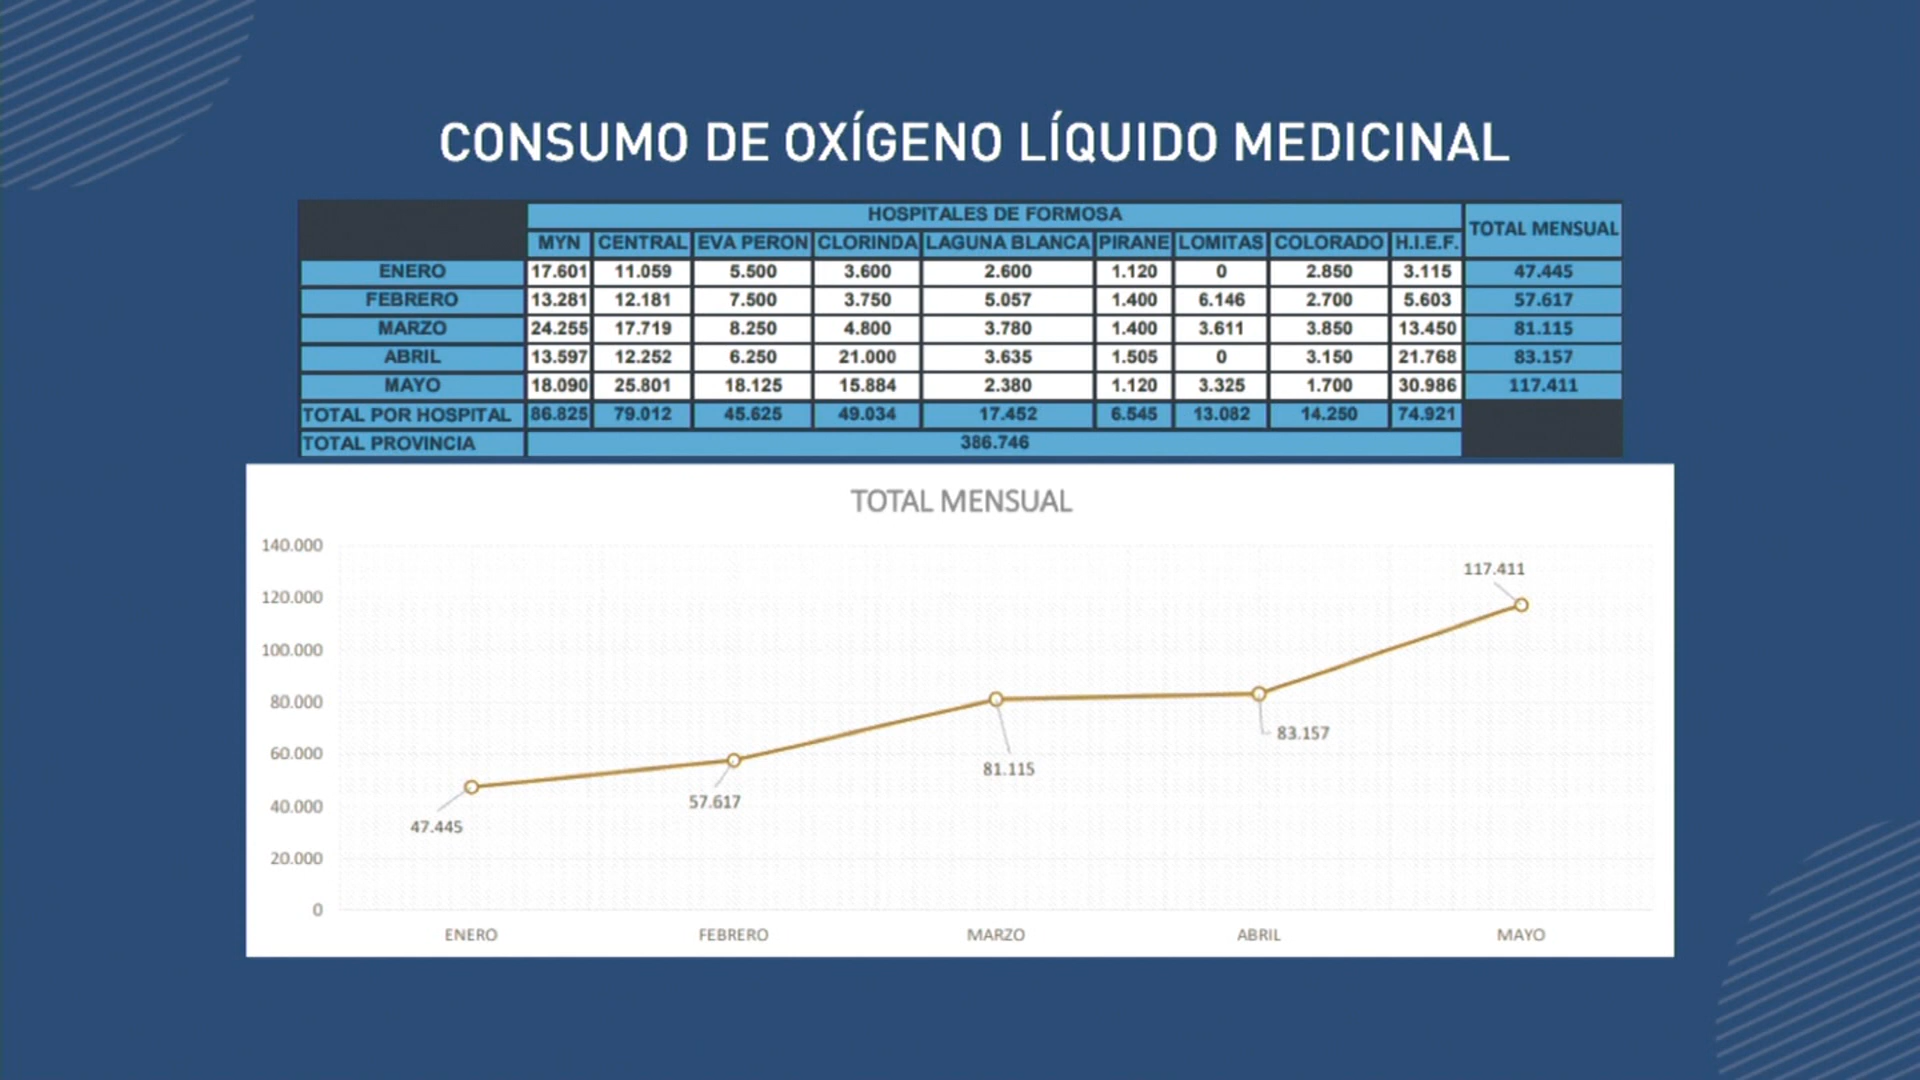 CONSUMO DE OXÍGENO LÍQUIDO MEDICINAL
HOSPITALES DE FORMOSA TOTAL MENSUAL
MYN CENTRAL EVA PERON CLORINDA LAGUNA BLANCA PIRANE LOMITAS COLORADO H.I.E.F.
ENERO 17.601 11.059 5.500 3.600 2.600 1.120 0 2.850 3.115 47.445
FEBRERO 13.281 12.181 7.500 3.750 5.057 1.400 6.146 2.700 5.603 57.617
MARZO 24.255 17.719 8.250 4.800 3.780 1.400 3.611 3.850 13.450 81.115
ABRIL 13.597 12.252 6.250 21.000 3.635 1.505 0 3.150 21.768 83.157
MAYO 18.090 25.801 18.125 15.884 2.380 1.120 3.325 1.700 30.986 117.411
TOTAL POR HOSPITAL 86.825 79.012 45.625 49.034 17.452 6.545 13.082 14.250 74.921
TOTAL PROVINCIA 386.746
TOTAL MENSUAL
140.000
120.000
100.000
80.000
60.000
40.000
20.000
0
47.445
57.617
81.115
83.157
117.411
ENERO FEBRERO MARZO ABRIL MAYO